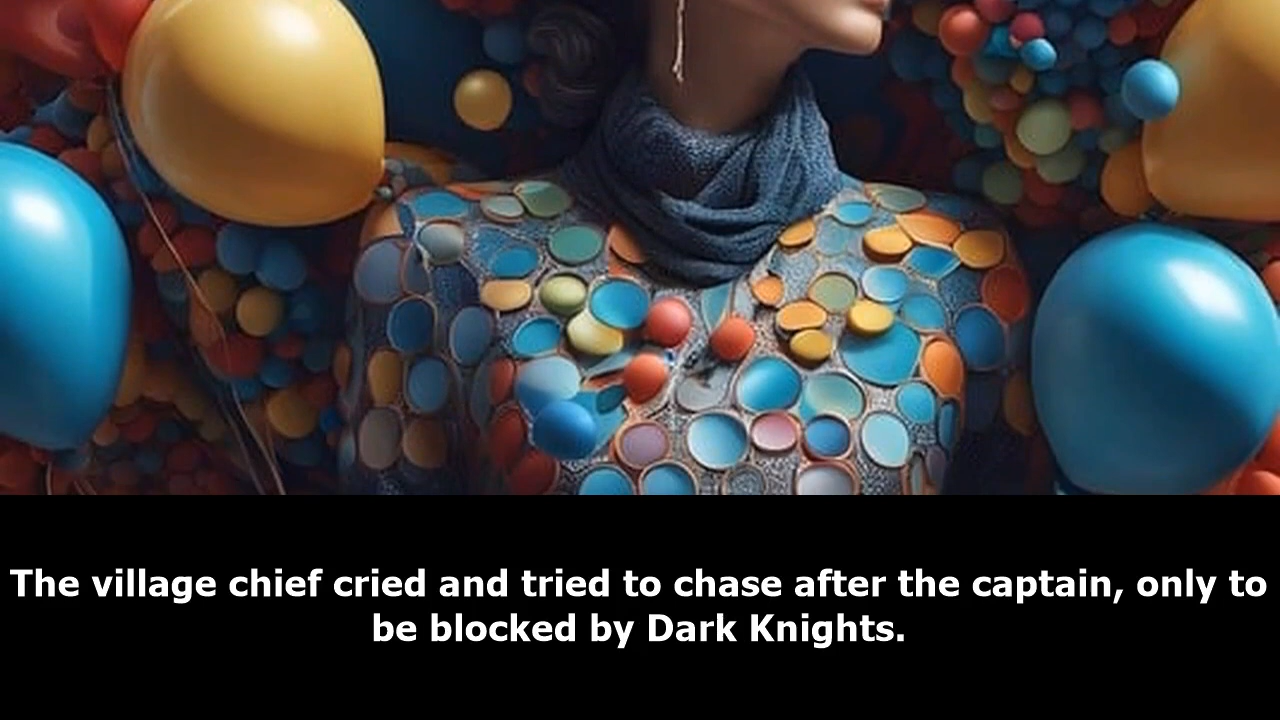 The village chief cried and tried to chase after the captain, only to
be blocked by Dark Knights.